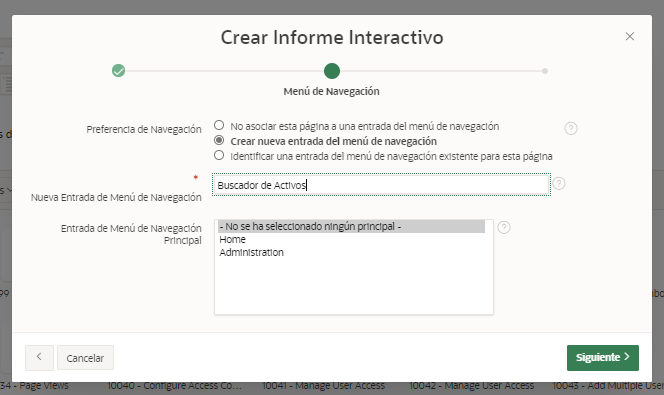 Crear Informe Interactivo
Menú de Navegación
Preferencia de Navegación
No asociar esta página a una entrada del menú de navegación
Crear nueva entrada del menú de navegación
Identificar una entrada del menú de navegación existente para esta página
*
Nueva Entrada de Menú de Navegación
Buscador de Activos
Entrada de Menú de Navegación
Principal
- No se ha seleccionado ningún principal -
Home
Administration
Cancelar
Siguiente
34 - Page Views
10040 - Configure Access Co...
10041 - Manage User Access
10042 - Manage User Access
10043 - Add Multiple User